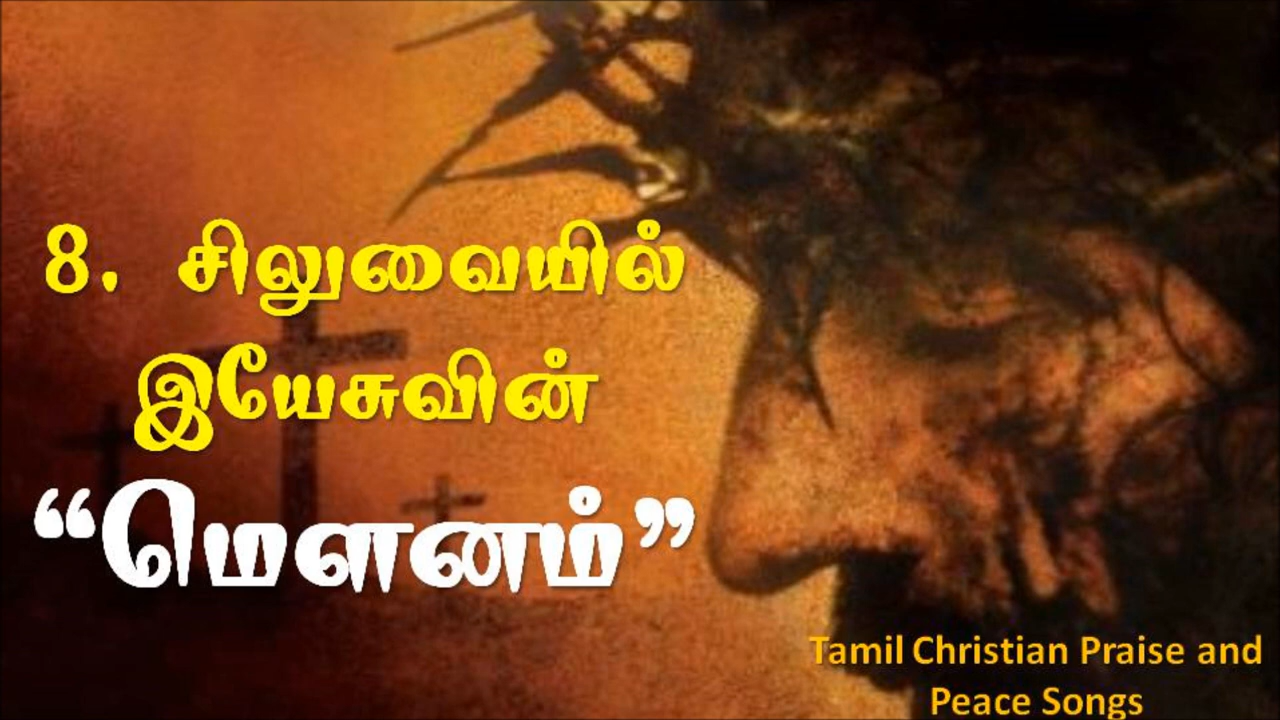 8. சிலுவையில்
இயேசுவின்
“மௌனம்”
Tamil Christian Praise and
Peace Songs